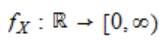 f_X : ℝ → [0, ∞)